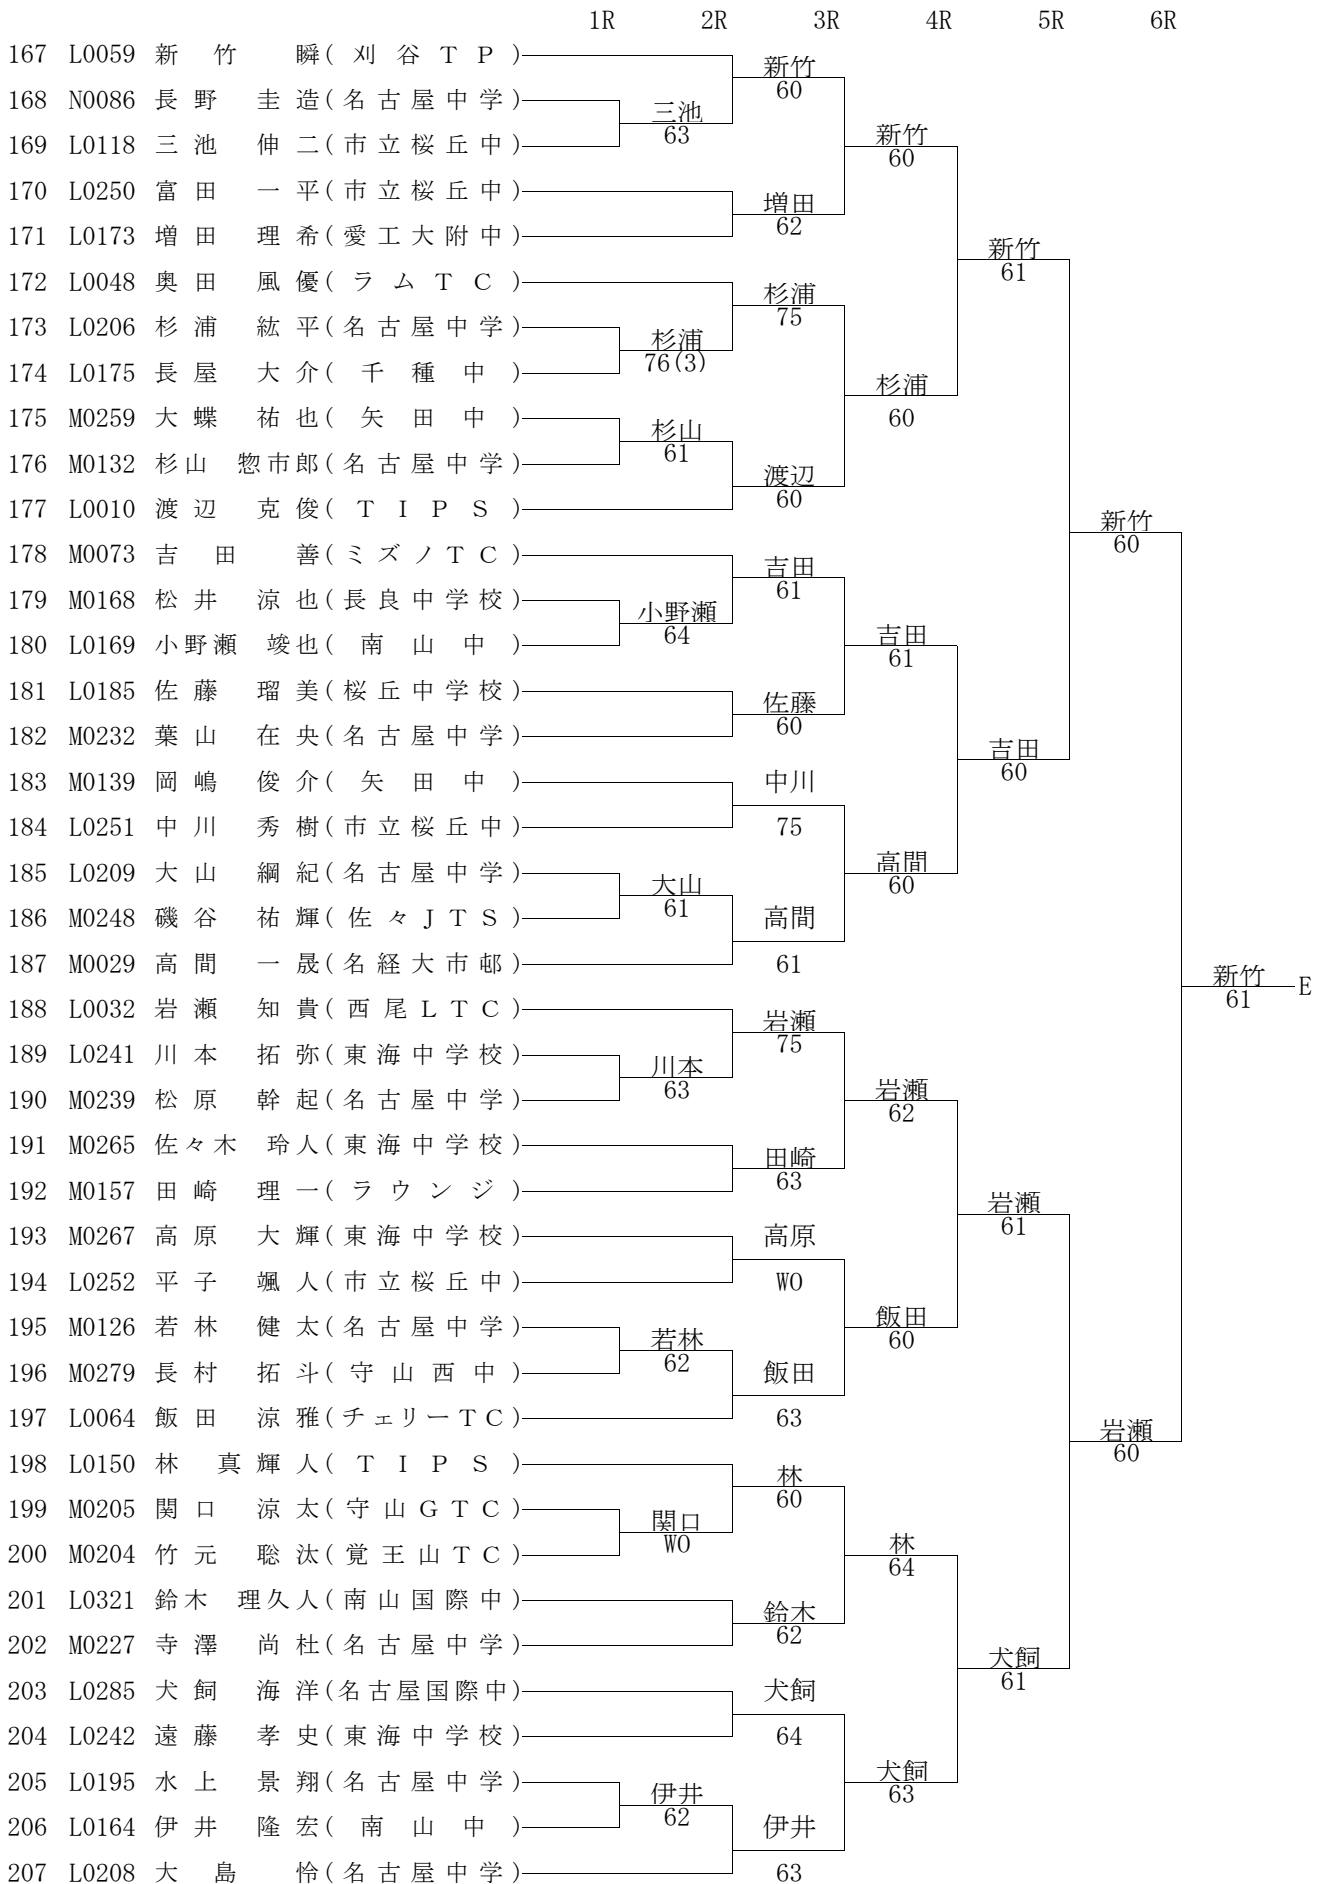 1R 2R 3R 4R 5R 6R
167 L0059 新 竹 瞬( 刈 谷 Ｔ Ｐ )
新竹
60
168 N0086 長 野 圭 造( 名 古 屋 中 学 )
三池
63
169 L0118 三 池 伸 二( 市 立 桜 丘 中 )
新竹
60
170 L0250 富 田 一 平( 市 立 桜 丘 中 )
増田
62
171 L0173 増 田 理 希( 愛 工 大 附 中 )
新竹
61
172 L0048 奥 田 風 優( ラ ム Ｔ Ｃ )
杉浦
75
173 L0206 杉 浦 紘 平( 名 古 屋 中 学 )
杉浦
76(3)
174 L0175 長 屋 大 介( 千 種 中 )
杉浦
60
175 M0259 大 蝶 祐 也( 矢 田 中 )
杉山
61
176 M0132 杉 山 惣市郎( 名 古 屋 中 学 )
渡辺
60
177 L0010 渡 辺 克 俊( Ｔ Ｉ Ｐ Ｓ )
新竹
60
178 M0073 吉 田 善( ミ ズ ノ Ｔ Ｃ )
吉田
61
179 M0168 松 井 涼 也( 長 良 中 学 校 )
小野瀬
64
180 L0169 小野瀬 竣也( 南 山 中 )
吉田
61
181 L0185 佐 藤 瑠 美( 桜 丘 中 学 校 )
佐藤
60
182 M0232 葉 山 在 央( 名 古 屋 中 学 )
吉田
60
183 M0139 岡 嶋 俊 介( 矢 田 中 )
中川
184 L0251 中 川 秀 樹( 市 立 桜 丘 中 )
75
185 L0209 大 山 綱 紀( 名 古 屋 中 学 )
高間
60
大山
61
186 M0248 磯 谷 祐 輝( 佐 々 Ｊ Ｔ Ｓ )
高間
187 M0029 高 間 一 晟( 名 経 大 市 邨 )
61
新竹
61
E
188 L0032 岩 瀬 知 貴( 西 尾 Ｌ Ｔ Ｃ )
岩瀬
75
189 L0241 川 本 拓 弥( 東 海 中 学 校 )
川本
63
190 M0239 松 原 幹 起( 名 古 屋 中 学 )
岩瀬
62
191 M0265 佐々木 玲人( 東 海 中 学 校 )
田崎
63
192 M0157 田 崎 理 一( ラ ウ ン ジ )
岩瀬
61
193 M0267 高 原 大 輝( 東 海 中 学 校 )
高原
194 L0252 平 子 颯 人( 市 立 桜 丘 中 )
WO
195 M0126 若 林 健 太( 名 古 屋 中 学 )
飯田
60
若林
62
196 M0279 長 村 拓 斗( 守 山 西 中 )
飯田
197 L0064 飯 田 涼 雅( チェリーＴＣ )
63
岩瀬
60
198 L0150 林 真 輝 人( Ｔ Ｉ Ｐ Ｓ )
林
60
199 M0205 関 口 涼 太( 守 山 Ｇ Ｔ Ｃ )
関口
WO
200 M0204 竹 元 聡 汰( 覚 王 山 Ｔ Ｃ )
林
64
201 L0321 鈴 木 理久人( 南 山 国 際 中 )
鈴木
62
202 M0227 寺 澤 尚 杜( 名 古 屋 中 学 )
犬飼
61
203 L0285 犬 飼 海 洋( 名古屋国際中 )
犬飼
204 L0242 遠 藤 孝 史( 東 海 中 学 校 )
64
205 L0195 水 上 景 翔( 名 古 屋 中 学 )
犬飼
63
伊井
62
206 L0164 伊 井 隆 宏( 南 山 中 )
伊井
207 L0208 大 島 怜( 名 古 屋 中 学 )
63